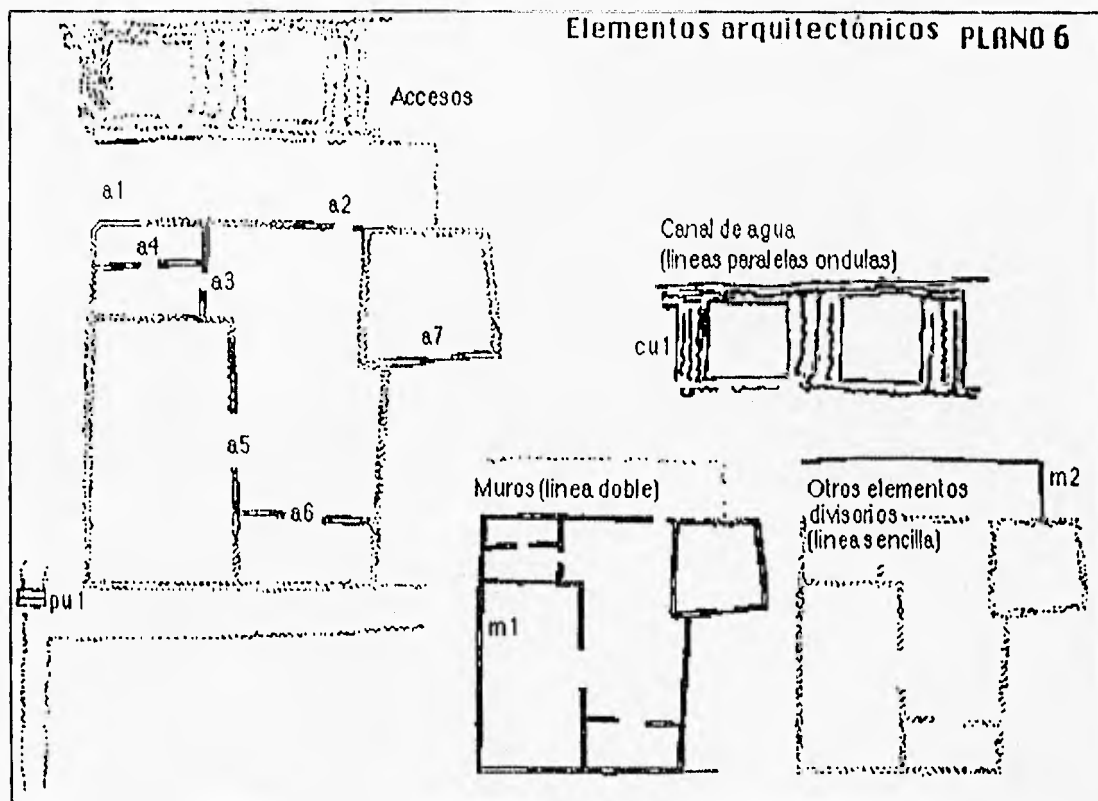 Elementos arquitectónicos PLANO 6
Accesos
a1
a2
a4
a3
a7
a5
a6
pu1
Canal de agua
(lineas paralelas ondulas)
cu1
Muros (linea doble)
m1
m2
Otros elementos
divisorios
(linea sencilla)